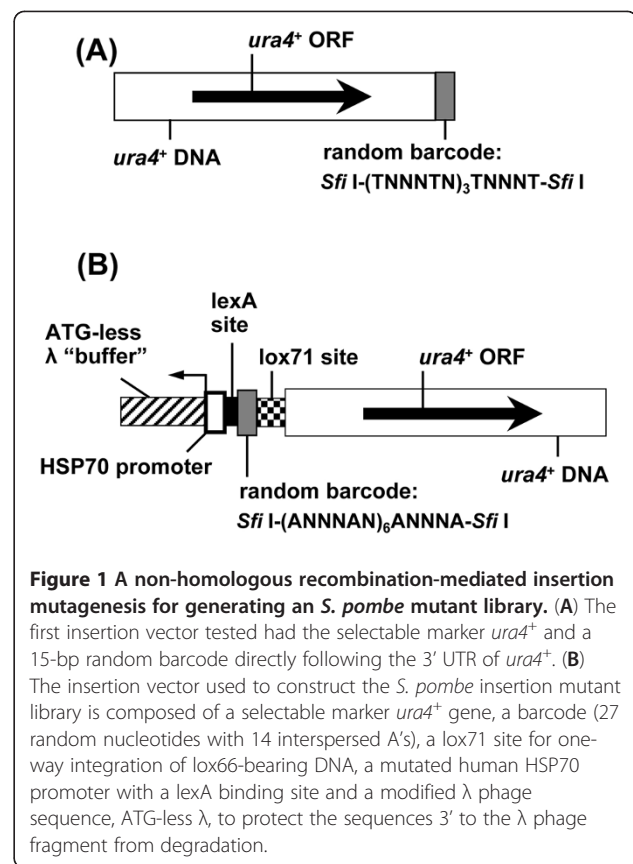 (A)
ura4+ ORF
ura4+ DNA
random barcode:
Sfi I-(TNNNTN)3TNNNT-Sfi I
(B)
lexA
site
ATG-less
λ “buffer”
lox71 site
ura4+ ORF
HSP70 promoter
ura4+ DNA
random barcode:
Sfi I-(ANNNAN)6ANNNA-Sfi I
Figure 1 A non-homologous recombination-mediated insertion
mutagenesis for generating an S. pombe mutant library. (A) The
first insertion vector tested had the selectable marker ura4+ and a
15-bp random barcode directly following the 3’ UTR of ura4+. (B)
The insertion vector used to construct the S. pombe insertion mutant
library is composed of a selectable marker ura4+ gene, a barcode (27
random nucleotides with 14 interspersed A’s), a lox71 site for one-
way integration of lox66-bearing DNA, a mutated human HSP70
promoter with a lexA binding site and a modified λ phage
sequence, ATG-less λ, to protect the sequences 3’ to the λ phage
fragment from degradation.